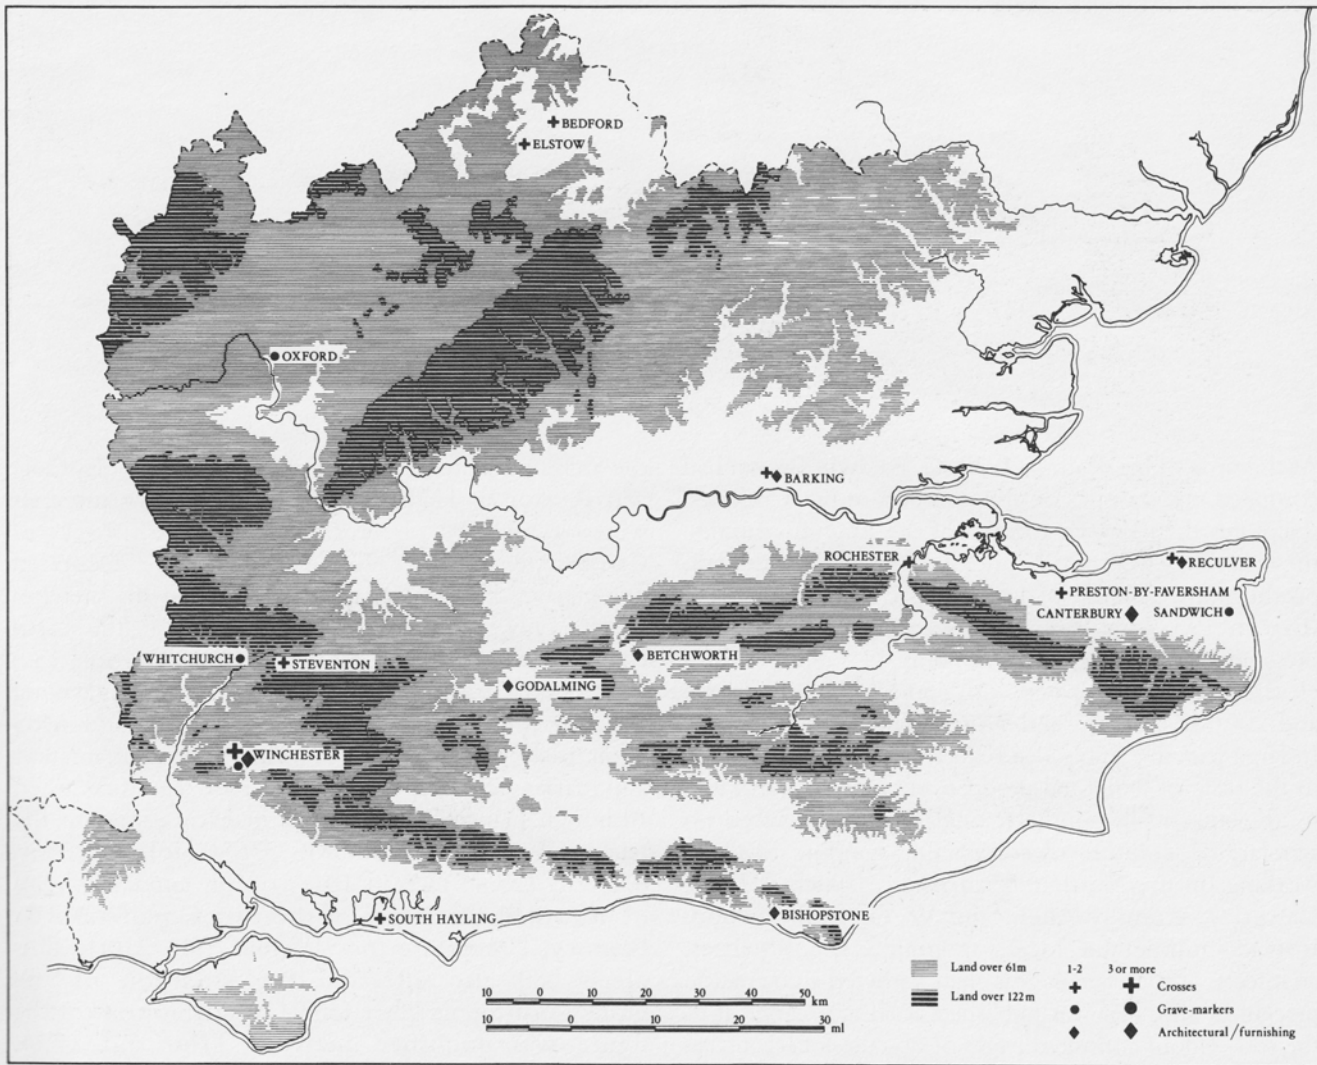 BEDFORD
ELSTOW
OXFORD
BARKING
ROCHESTER
RECULVER
PRESTON-BY-FAVERSHAM
CANTERBURY
SANDWICH
WHITCHURCH
STEVENTON
BETCHWORTH
GODALMING
WINCHESTER
SOUTH HAYLING
BISHOPSTONE
Land over 61m
Land over 122m
1-2 3 or more
Crosses
Grave-markers
Architectural/furnishing
10 0 10 20 30 40 50 km
10 0 10 20 30 ml